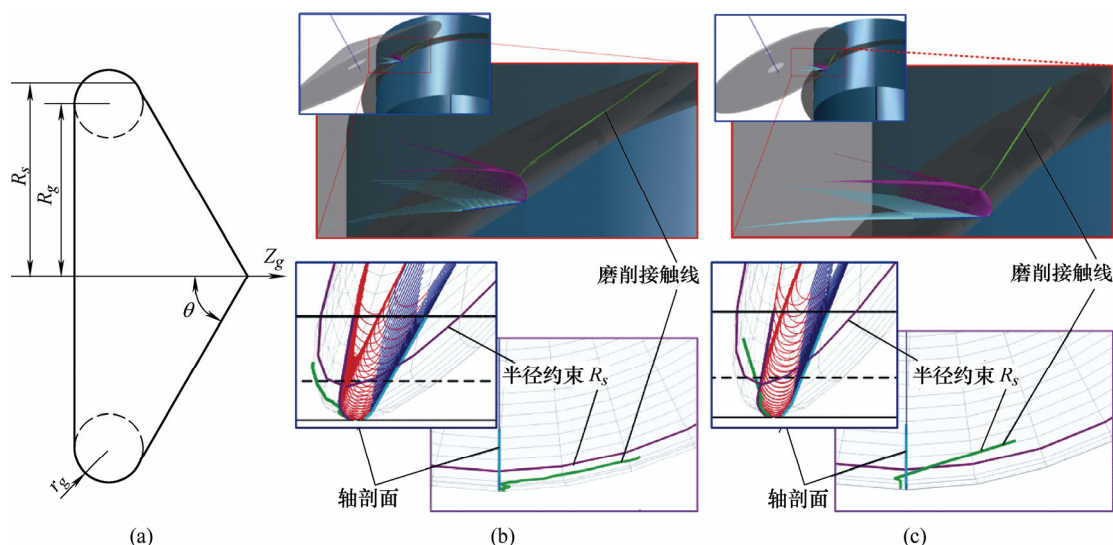 R_s
R_g
Z_g
θ
r_g
(a)
磨削接触线
半径约束 R_s
轴剖面
(b)
磨削接触线
半径约束 R_s
轴剖面
(c)